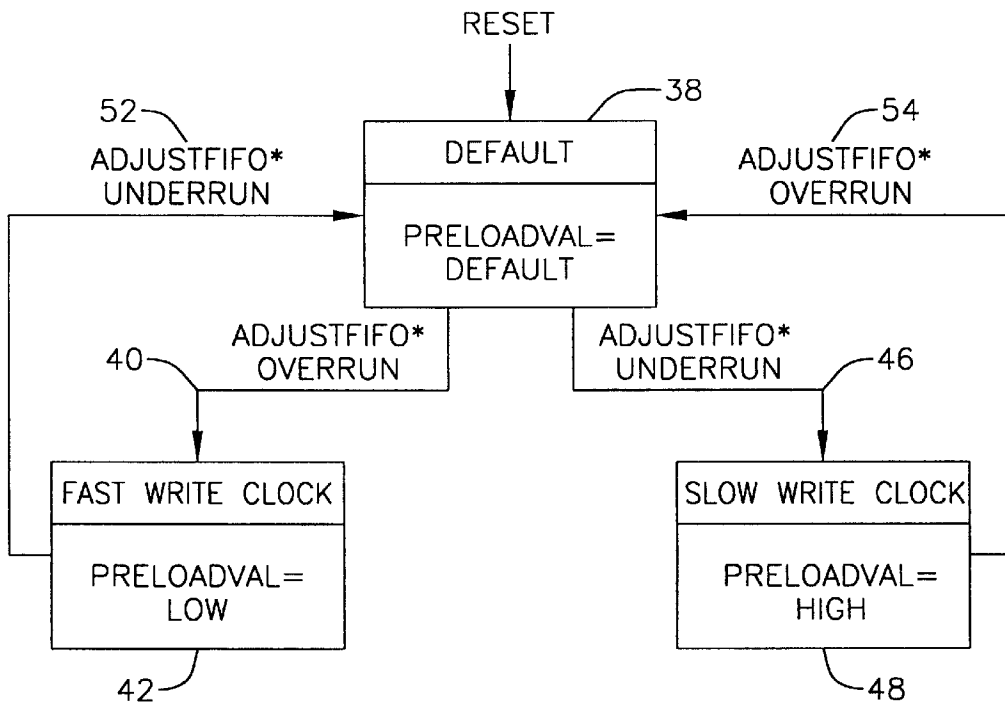 RESET
52
38
54
ADJUSTFIFO*
UNDERRUN
DEFAULT
ADJUSTFIFO*
OVERRUN
PRELOADVAL=
DEFAULT
ADJUSTFIFO*
OVERRUN
ADJUSTFIFO*
UNDERRUN
40
46
FAST WRITE CLOCK
SLOW WRITE CLOCK
PRELOADVAL=
LOW
PRELOADVAL=
HIGH
42
48